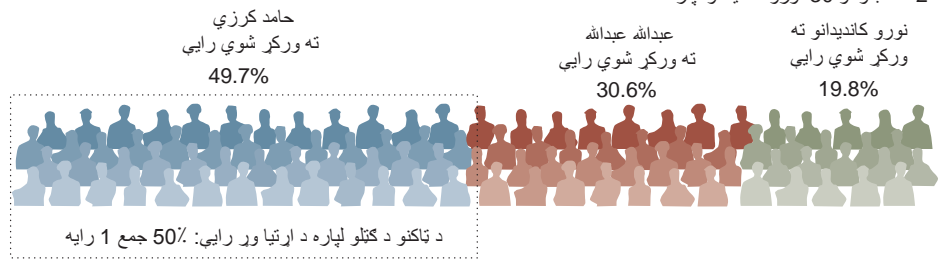 نورو کاندیدانو ته
ورکړ شوي رایې
19.8%
عبدالله عبدالله
ته ورکړ شوي رایې
30.6%
حامد کرزي
ته ورکړ شوي رایې
49.7%
د ټاکنو د ګټلو لپاره د اړتیا وړ رایې: 50٪ جمع 1 رایه